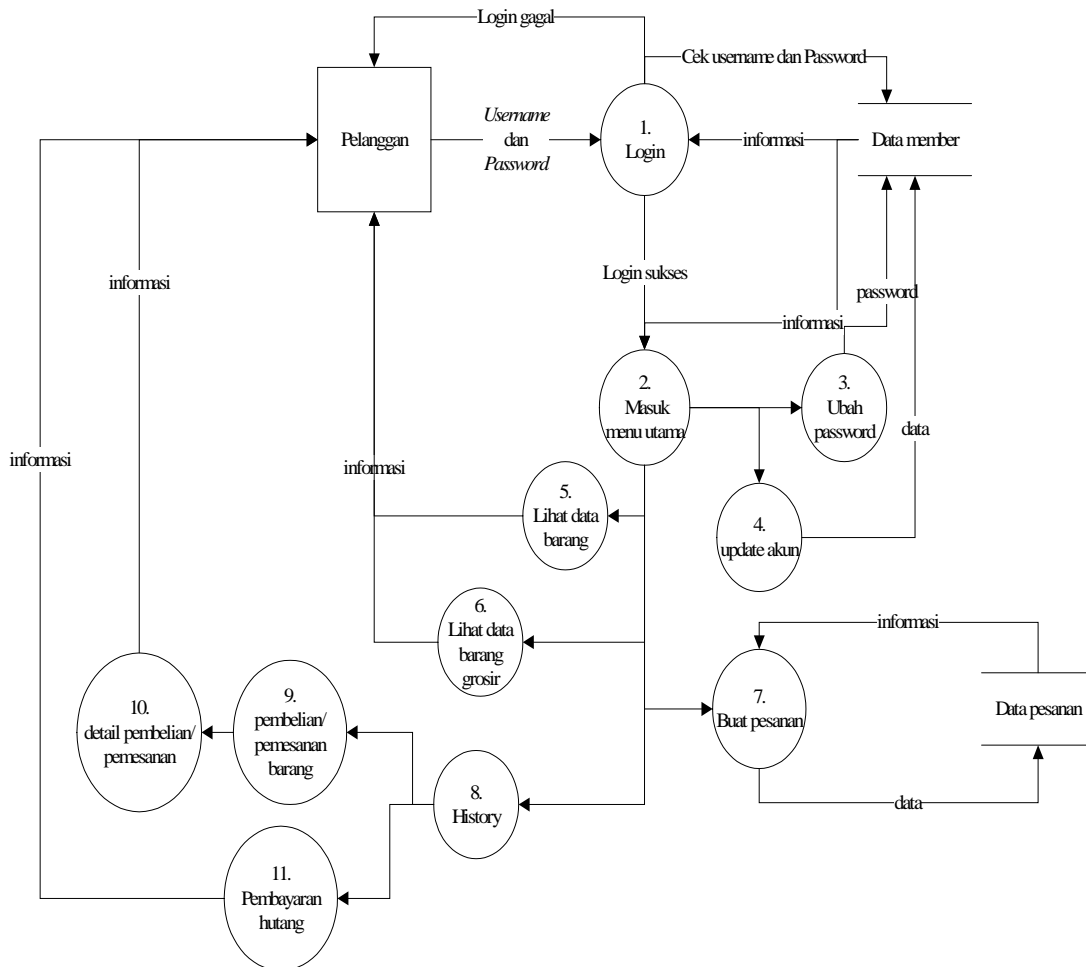 Login gagal
Cek username dan Password
Username
dan
Password
Pelanggan
1.
Login
informasi
Data member
informasi
Login sukses
password
informasi
2.
Masuk
menu utama
3.
Ubah
password
data
informasi
informasi
5.
Lihat data
barang
4.
update akun
6.
Lihat data
barang
grosir
informasi
7.
Buat pesanan
Data pesanan
10.
detail pembelian/
pemesanan
9.
pembelian/
pemesanan
barang
8.
History
data
11.
Pembayaran
hutang